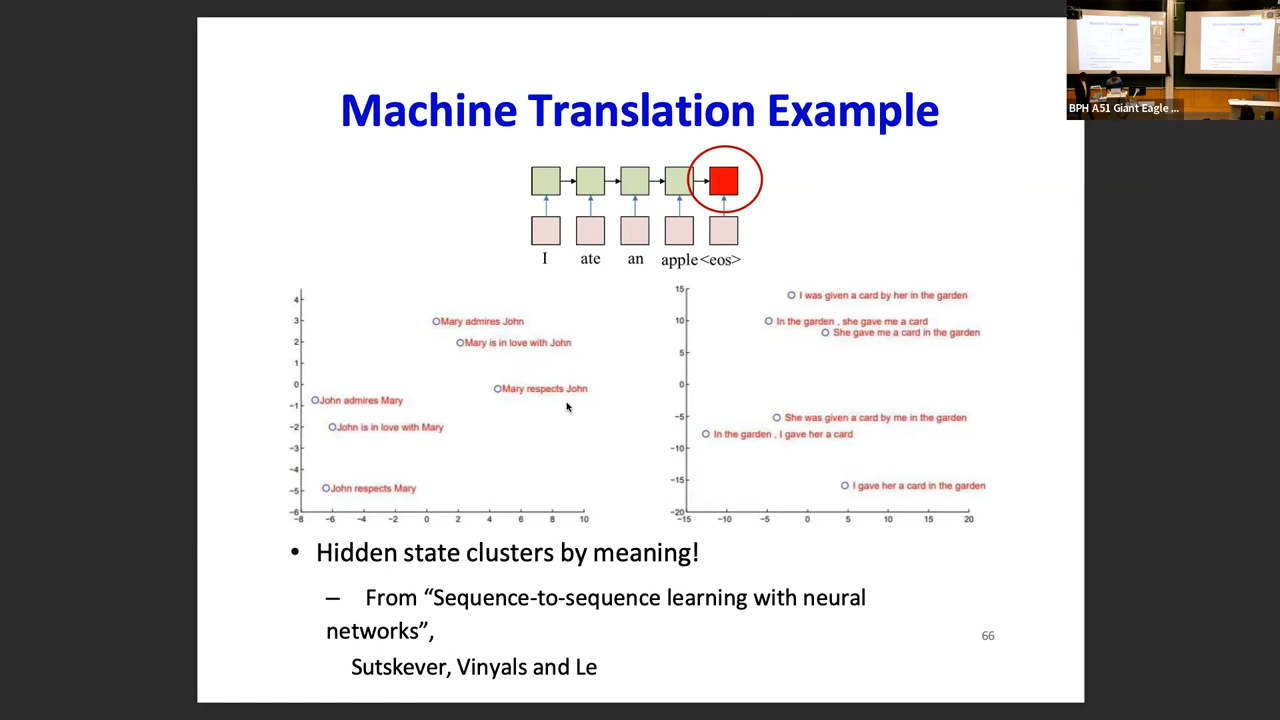 Machine Translation Example
I ate an apple <eos>
4
3
2
1
0
−1
−2
−3
−4
−5
−6
−8 −6 −4 −2 0 2 4 6 8 10
Mary admires John
Mary is in love with John
Mary respects John
John admires Mary
John is in love with Mary
John respects Mary
15
10
5
0
−5
−10
−15
−20
−15 −10 −5 0 5 10 15 20
I was given a card by her in the garden
In the garden , she gave me a card
She gave me a card in the garden
She was given a card by me in the garden
In the garden , I gave her a card
I gave her a card in the garden
• Hidden state clusters by meaning!
– From “Sequence-to-sequence learning with neural
networks”,
Sutskever, Vinyals and Le
66
BPH A51 Giant Eagle ...
Machine Translation Example
Machine Translation Example